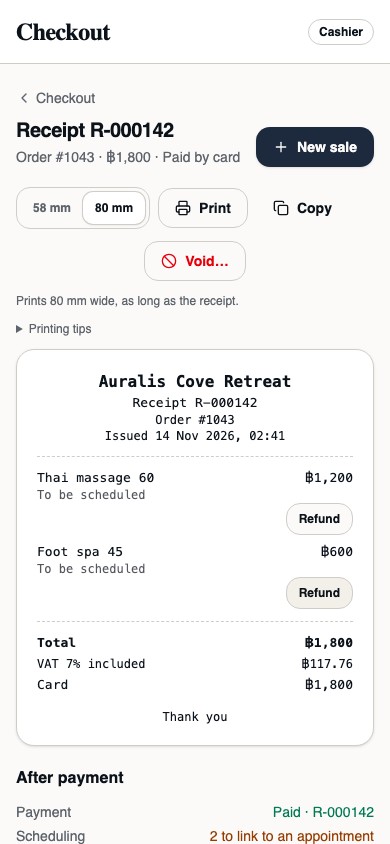 Checkout
Cashier
Checkout
Receipt R-000142
Order #1043 · ฿1,800 · Paid by card
New sale
58 mm
80 mm
Print
Copy
Void…
Prints 80 mm wide, as long as the receipt.
Printing tips
Auralis Cove Retreat
Receipt R-000142
Order #1043
Issued 14 Nov 2026, 02:41
Thai massage 60 ฿1,200
To be scheduled
Refund
Foot spa 45 ฿600
To be scheduled
Refund
Total ฿1,800
VAT 7% included ฿117.76
Card ฿1,800
Thank you
After payment
Payment Paid · R-000142
Scheduling 2 to link to an appointment